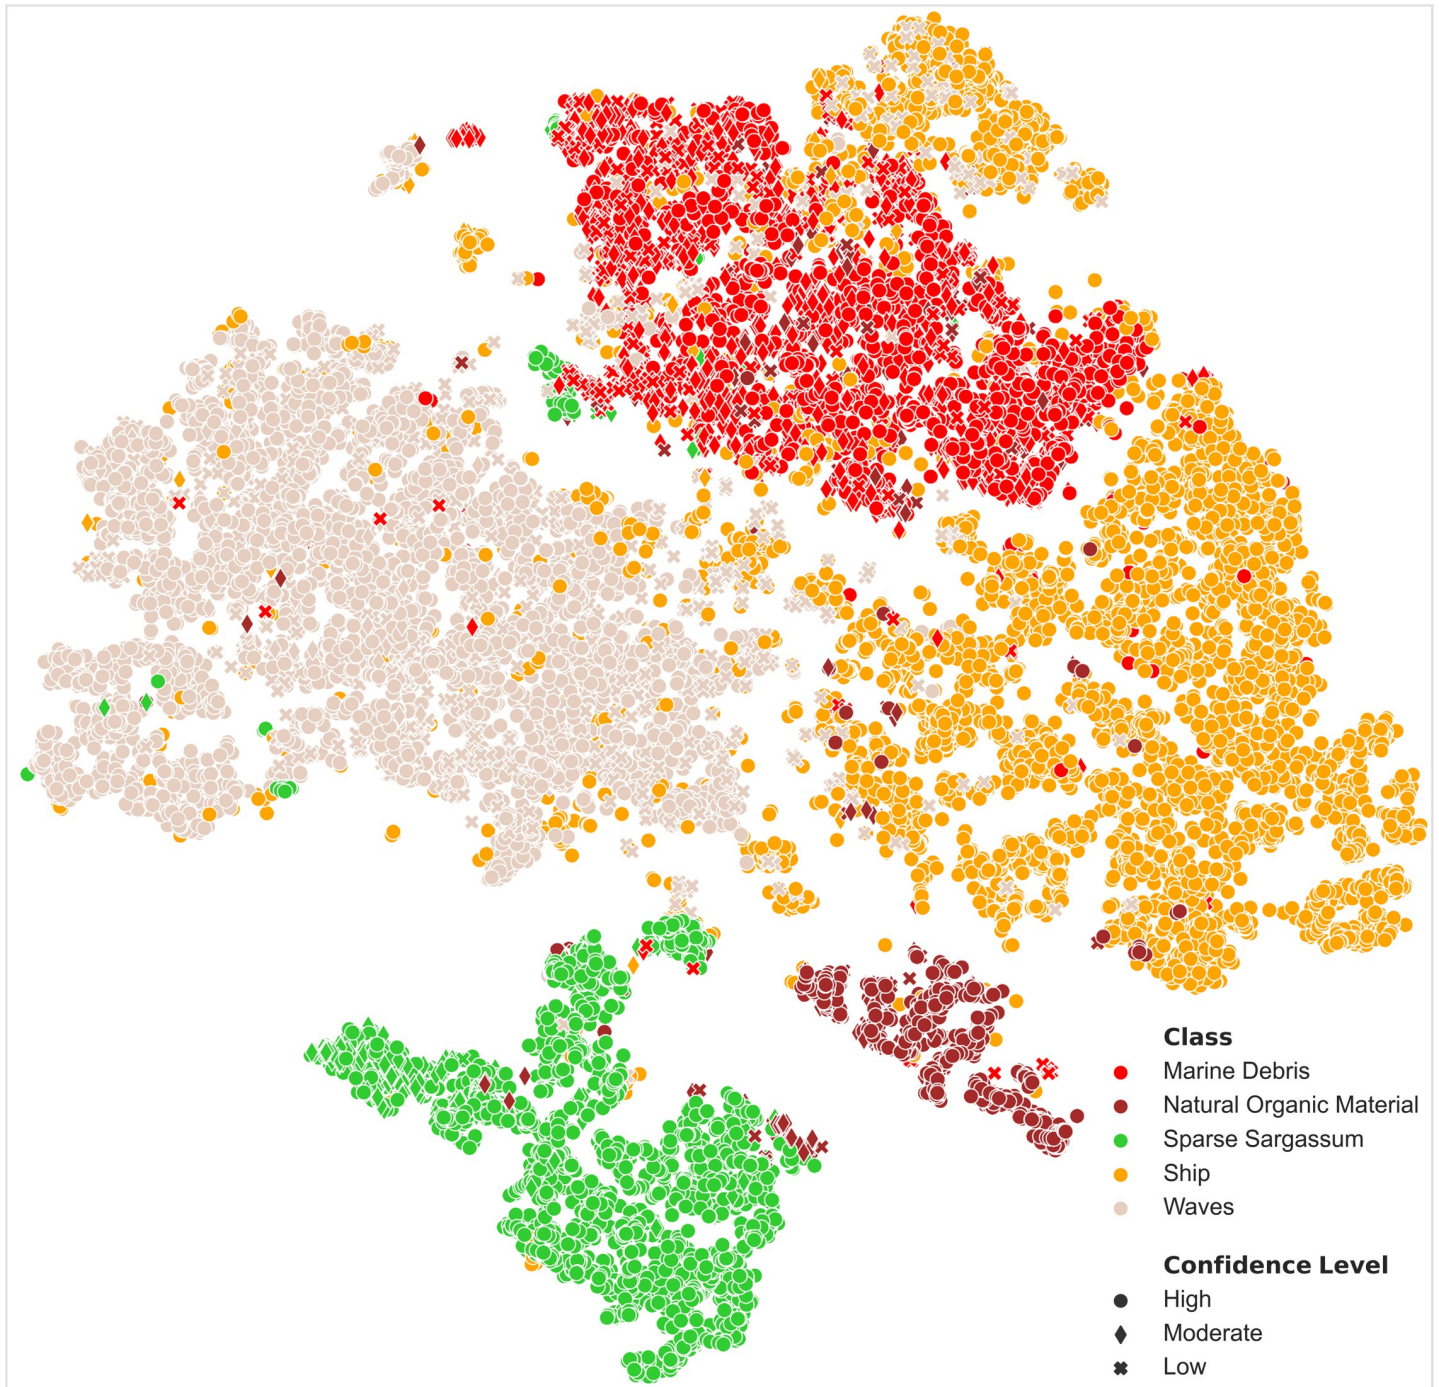 Class
Marine Debris
Natural Organic Material
Sparse Sargassum
Ship
Waves
Confidence Level
High
Moderate
Low